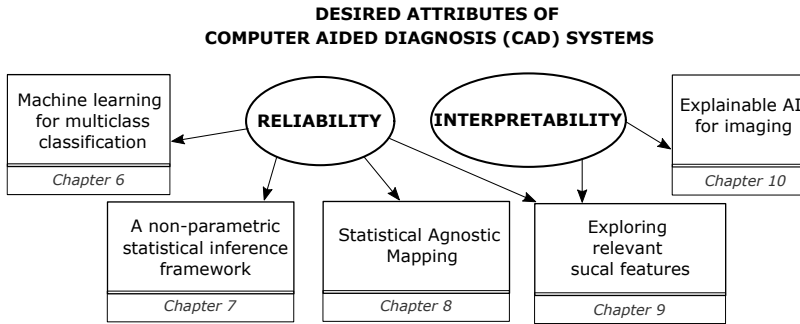 DESIRED ATTRIBUTES OF
COMPUTER AIDED DIAGNOSIS (CAD) SYSTEMS
Machine learning
for multiclass
classification
Chapter 6
RELIABILITY
INTERPRETABILITY
Explainable AI
for imaging
Chapter 10
A non-parametric
statistical inference
framework
Chapter 7
Statistical Agnostic
Mapping
Chapter 8
Exploring
relevant
sucal features
Chapter 9